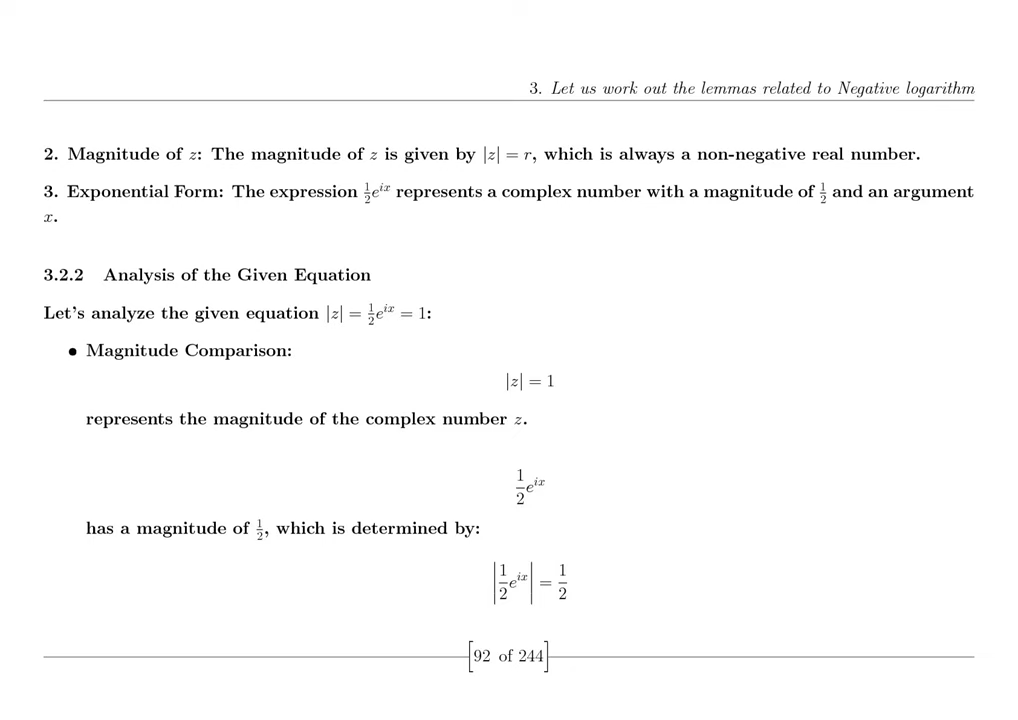 3. Let us work out the lemmas related to Negative logarithm
2. Magnitude of z: The magnitude of z is given by |z| = r, which is always a non-negative real number.
3. Exponential Form: The expression ½e^{ix} represents a complex number with a magnitude of ½ and an argument
x.
3.2.2 Analysis of the Given Equation
Let's analyze the given equation |z| = ½e^{ix} = 1:
• Magnitude Comparison:
|z| = 1
represents the magnitude of the complex number z.
½e^{ix}
has a magnitude of ½, which is determined by:
|½e^{ix}| = ½
[92 of 244]